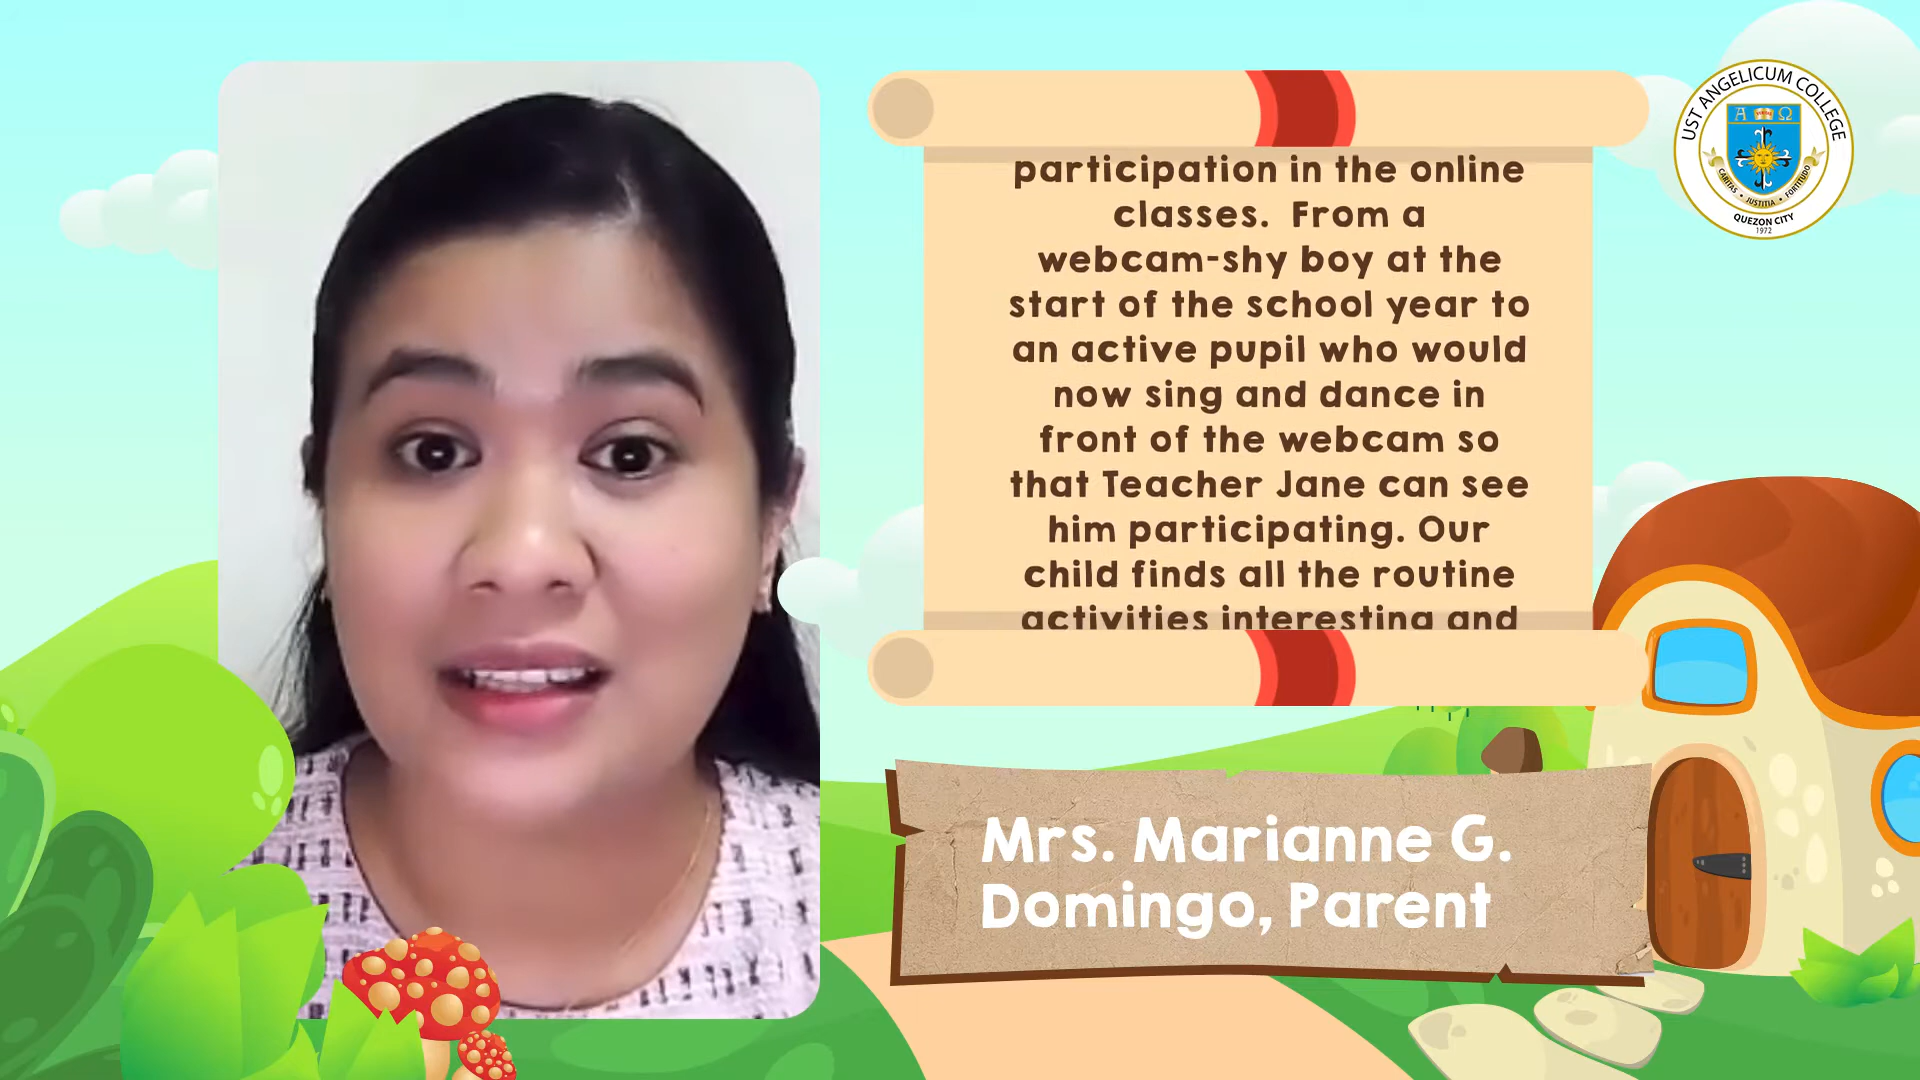 participation in the online
classes. From a
webcam-shy boy at the
start of the school year to
an active pupil who would
now sing and dance in
front of the webcam so
that Teacher Jane can see
him participating. Our
child finds all the routine
activities interesting and
Mrs. Marianne G.
Domingo, Parent
UST ANGELICUM COLLEGE
A Ω
CARITAS • JUSTITIA • FORTITUDO
QUEZON CITY
1972